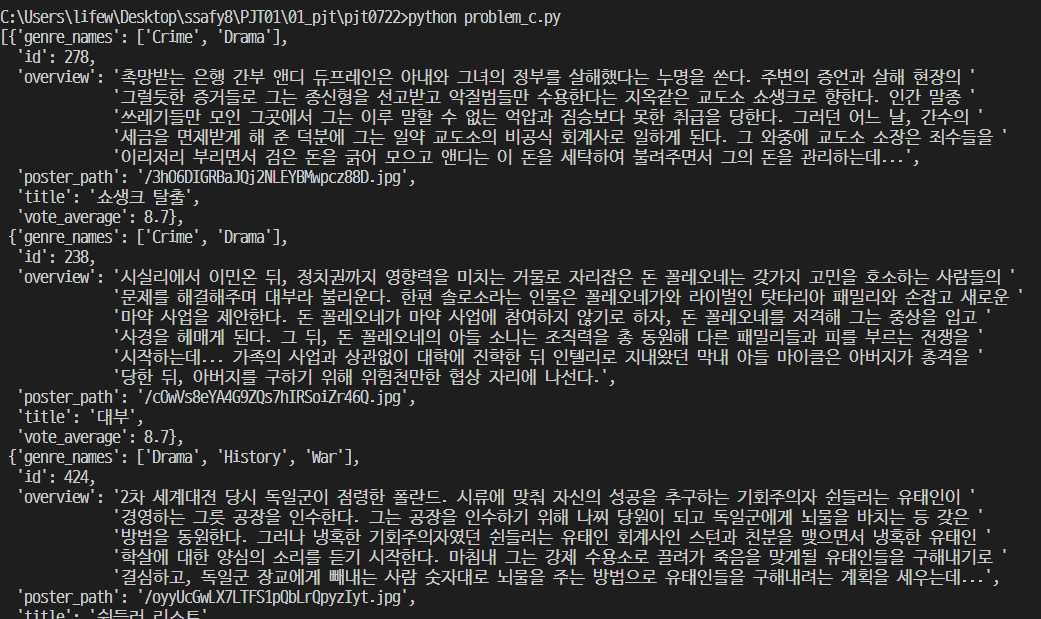 C:\Users\lifew\Desktop\ssafy8\PJT01\01_pjt\pjt0722>python problem_c.py
[{'genre_names': ['Crime', 'Drama'],
'id': 278,
'overview': '촉망받는 은행 간부 앤디 듀프레인은 아내와 그녀의 정부를 살해했다는 누명을 쓴다. 주변의 증언과 살해 현장의 '
'그럴듯한 증거들로 그는 종신형을 선고받고 악질범들만 수용한다는 지옥같은 교도소 쇼생크로 향한다. 인간 말종 '
'쓰레기들만 모인 그곳에서 그는 이루 말할 수 없는 억압과 짐승보다 못한 취급을 당한다. 그러던 어느 날, 간수의 '
'세금을 면제받게 해 준 덕분에 그는 일약 교도소의 비공식 회계사로 일하게 된다. 그 와중에 교도소 소장은 죄수들을 '
'이리저리 부리면서 검은 돈을 긁어 모으고 앤디는 이 돈을 세탁하여 불려주면서 그의 돈을 관리하는데...',
'poster_path': '/3hO6DIGRBaJQj2NLEYBMwpcz88D.jpg',
'title': '쇼생크 탈출',
'vote_average': 8.7},
{'genre_names': ['Crime', 'Drama'],
'id': 238,
'overview': '시실리에서 이민온 뒤, 정치권까지 영향력을 미치는 거물로 자리잡은 돈 꼴레오네는 갖가지 고민을 호소하는 사람들의 '
'문제를 해결해주며 대부라 불리운다. 한편 솔로소라는 인물은 꼴레오네가와 라이벌인 탓타리아 패밀리와 손잡고 새로운 '
'마약 사업을 제안한다. 돈 꼴레오네가 마약 사업에 참여하지 않기로 하자, 돈 꼴레오네를 저격해 그는 중상을 입고 '
'사경을 헤매게 된다. 그 뒤, 돈 꼴레오네의 아들 소니는 조직력을 총 동원해 다른 패밀리들과 피를 부르는 전쟁을 '
'시작하는데... 가족의 사업과 상관없이 대학에 진학한 뒤 인텔리로 지내왔던 막내 아들 마이클은 아버지가 총격을 '
'당한 뒤, 아버지를 구하기 위해 위험천만한 협상 자리에 나선다.',
'poster_path': '/cOwVs8eYA4G9ZQs7hIRSoiZr46Q.jpg',
'title': '대부',
'vote_average': 8.7},
{'genre_names': ['Drama', 'History', 'War'],
'id': 424,
'overview': '2차 세계대전 당시 독일군이 점령한 폴란드. 시류에 맞춰 자신의 성공을 추구하는 기회주의자 쉰들러는 유태인이 '
'경영하는 그릇 공장을 인수한다. 그는 공장을 인수하기 위해 나찌 당원이 되고 독일군에게 뇌물을 바치는 등 갖은 '
'방법을 동원한다. 그러나 냉혹한 기회주의자였던 쉰들러는 유태인 회계사인 스턴과 친분을 맺으면서 냉혹한 유태인 '
'학살에 대한 양심의 소리를 듣기 시작한다. 마침내 그는 강제 수용소로 끌려가 죽음을 맞게될 유태인들을 구해내기로 '
'결심하고, 독일군 장교에게 빼내는 사람 숫자대로 뇌물을 주는 방법으로 유태인들을 구해내려는 계획을 세우는데...',
'poster_path': '/oyyUcGwLX7LTFS1pQbLrQpyzIyt.jpg',
'title': '쉰들러 리스트'